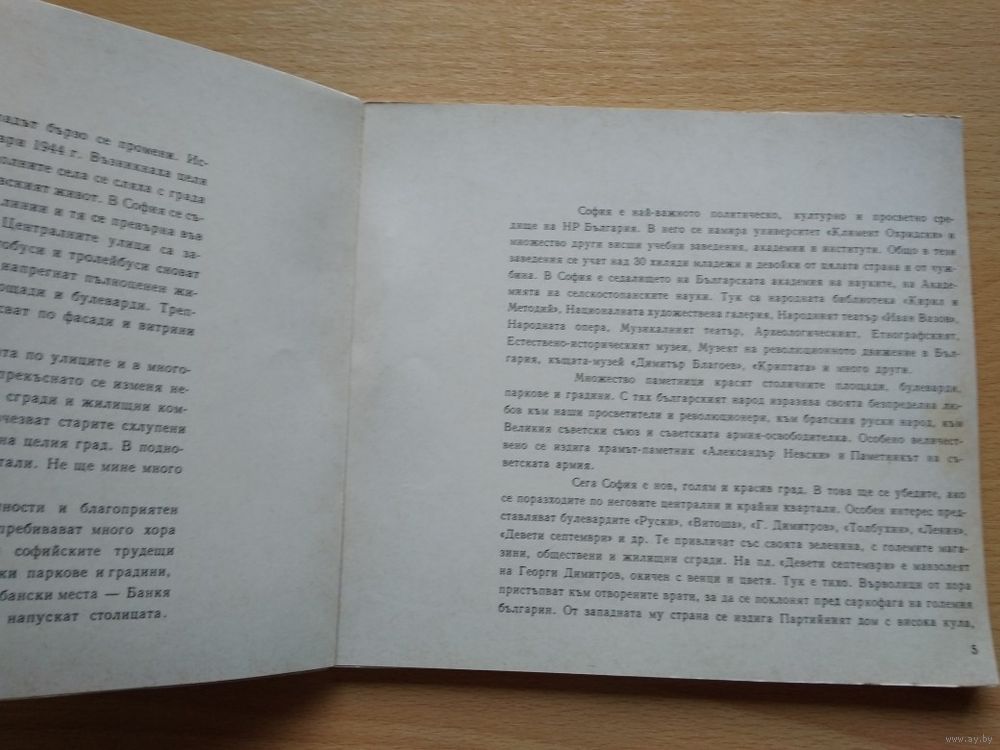 радът бързо се промени. Ис-
ври 1944 г. Възникнаха цели
олните села се сляха с града
вският живот. В София се съ-
линии и тя се превърна във
Централните улици са за-
тобуси и тролейбуси сноват
напрегнат пълноценен жи-
ощади и булеварди. Треп-
сват по фасади и витрини
та по улиците и в много-
прекъснато се изменя не-
сгради и жилищни ком-
чезват старите схлупени
на целия град. В подно-
тали. Не ще мине много
ности и благоприятен
пребивават много хора
софийските трудещи
ки паркове и градини,
бански места — Банкя
напускат столицата.
София е най-важното политическо, културно и просветно сре-
дище на НР България. В него се намира университет «Климент Охридски» и
множество други висши учебни заведения, академии и институти. Общо в тези
заведения се учат над 30 хиляди младежи и девойки от цялата страна и от чуж-
бина. В София е седалището на Българската академия на науките, на Акаде-
мията на селскостопанските науки. Тук са народната библиотека «Кирил и
Методий», Националната художествена галерия, Народният театър «Иван Вазов»,
Народната опера, Музикалният театър, Археологическият, Етнографският,
Естествено-историческият музеи, Музеят на революционното движение в Бъл-
гария, къщата-музей «Димитър Благоев», «Криптата» и много други.
Множество паметници красят столичните площади, булеварди,
паркове и градини. С тях българският народ изразява своята безпределна лю-
бов към наши просветители и революционери, към братския руски народ, към
Великия съветски съюз и съветската армия-освободителка. Особено величест-
вено се издига храмът-паметник «Александър Невски» и Паметникът на съ-
ветската армия.
Сега София е нов, голям и красив град. В това ще се убедите, ако
се поразходите по неговите централни и крайни квартали. Особен интерес пред-
ставляват булевардите «Руски», «Витоша», «Г. Димитров», «Толбухин», «Ленин»,
«Девети септември» и др. Те привличат със своята зеленина, с големите мага-
зини, обществени и жилищни сгради. На пл. «Девети септември» е мавзолеят
на Георги Димитров, окичен с венци и цветя. Тук е тихо. Върволици от хора
пристъпват към отворените врати, за да се поклонят пред саркофага на големия
българин. От западната му страна се издига Партийният дом с висока кула,
5
www.ay.by